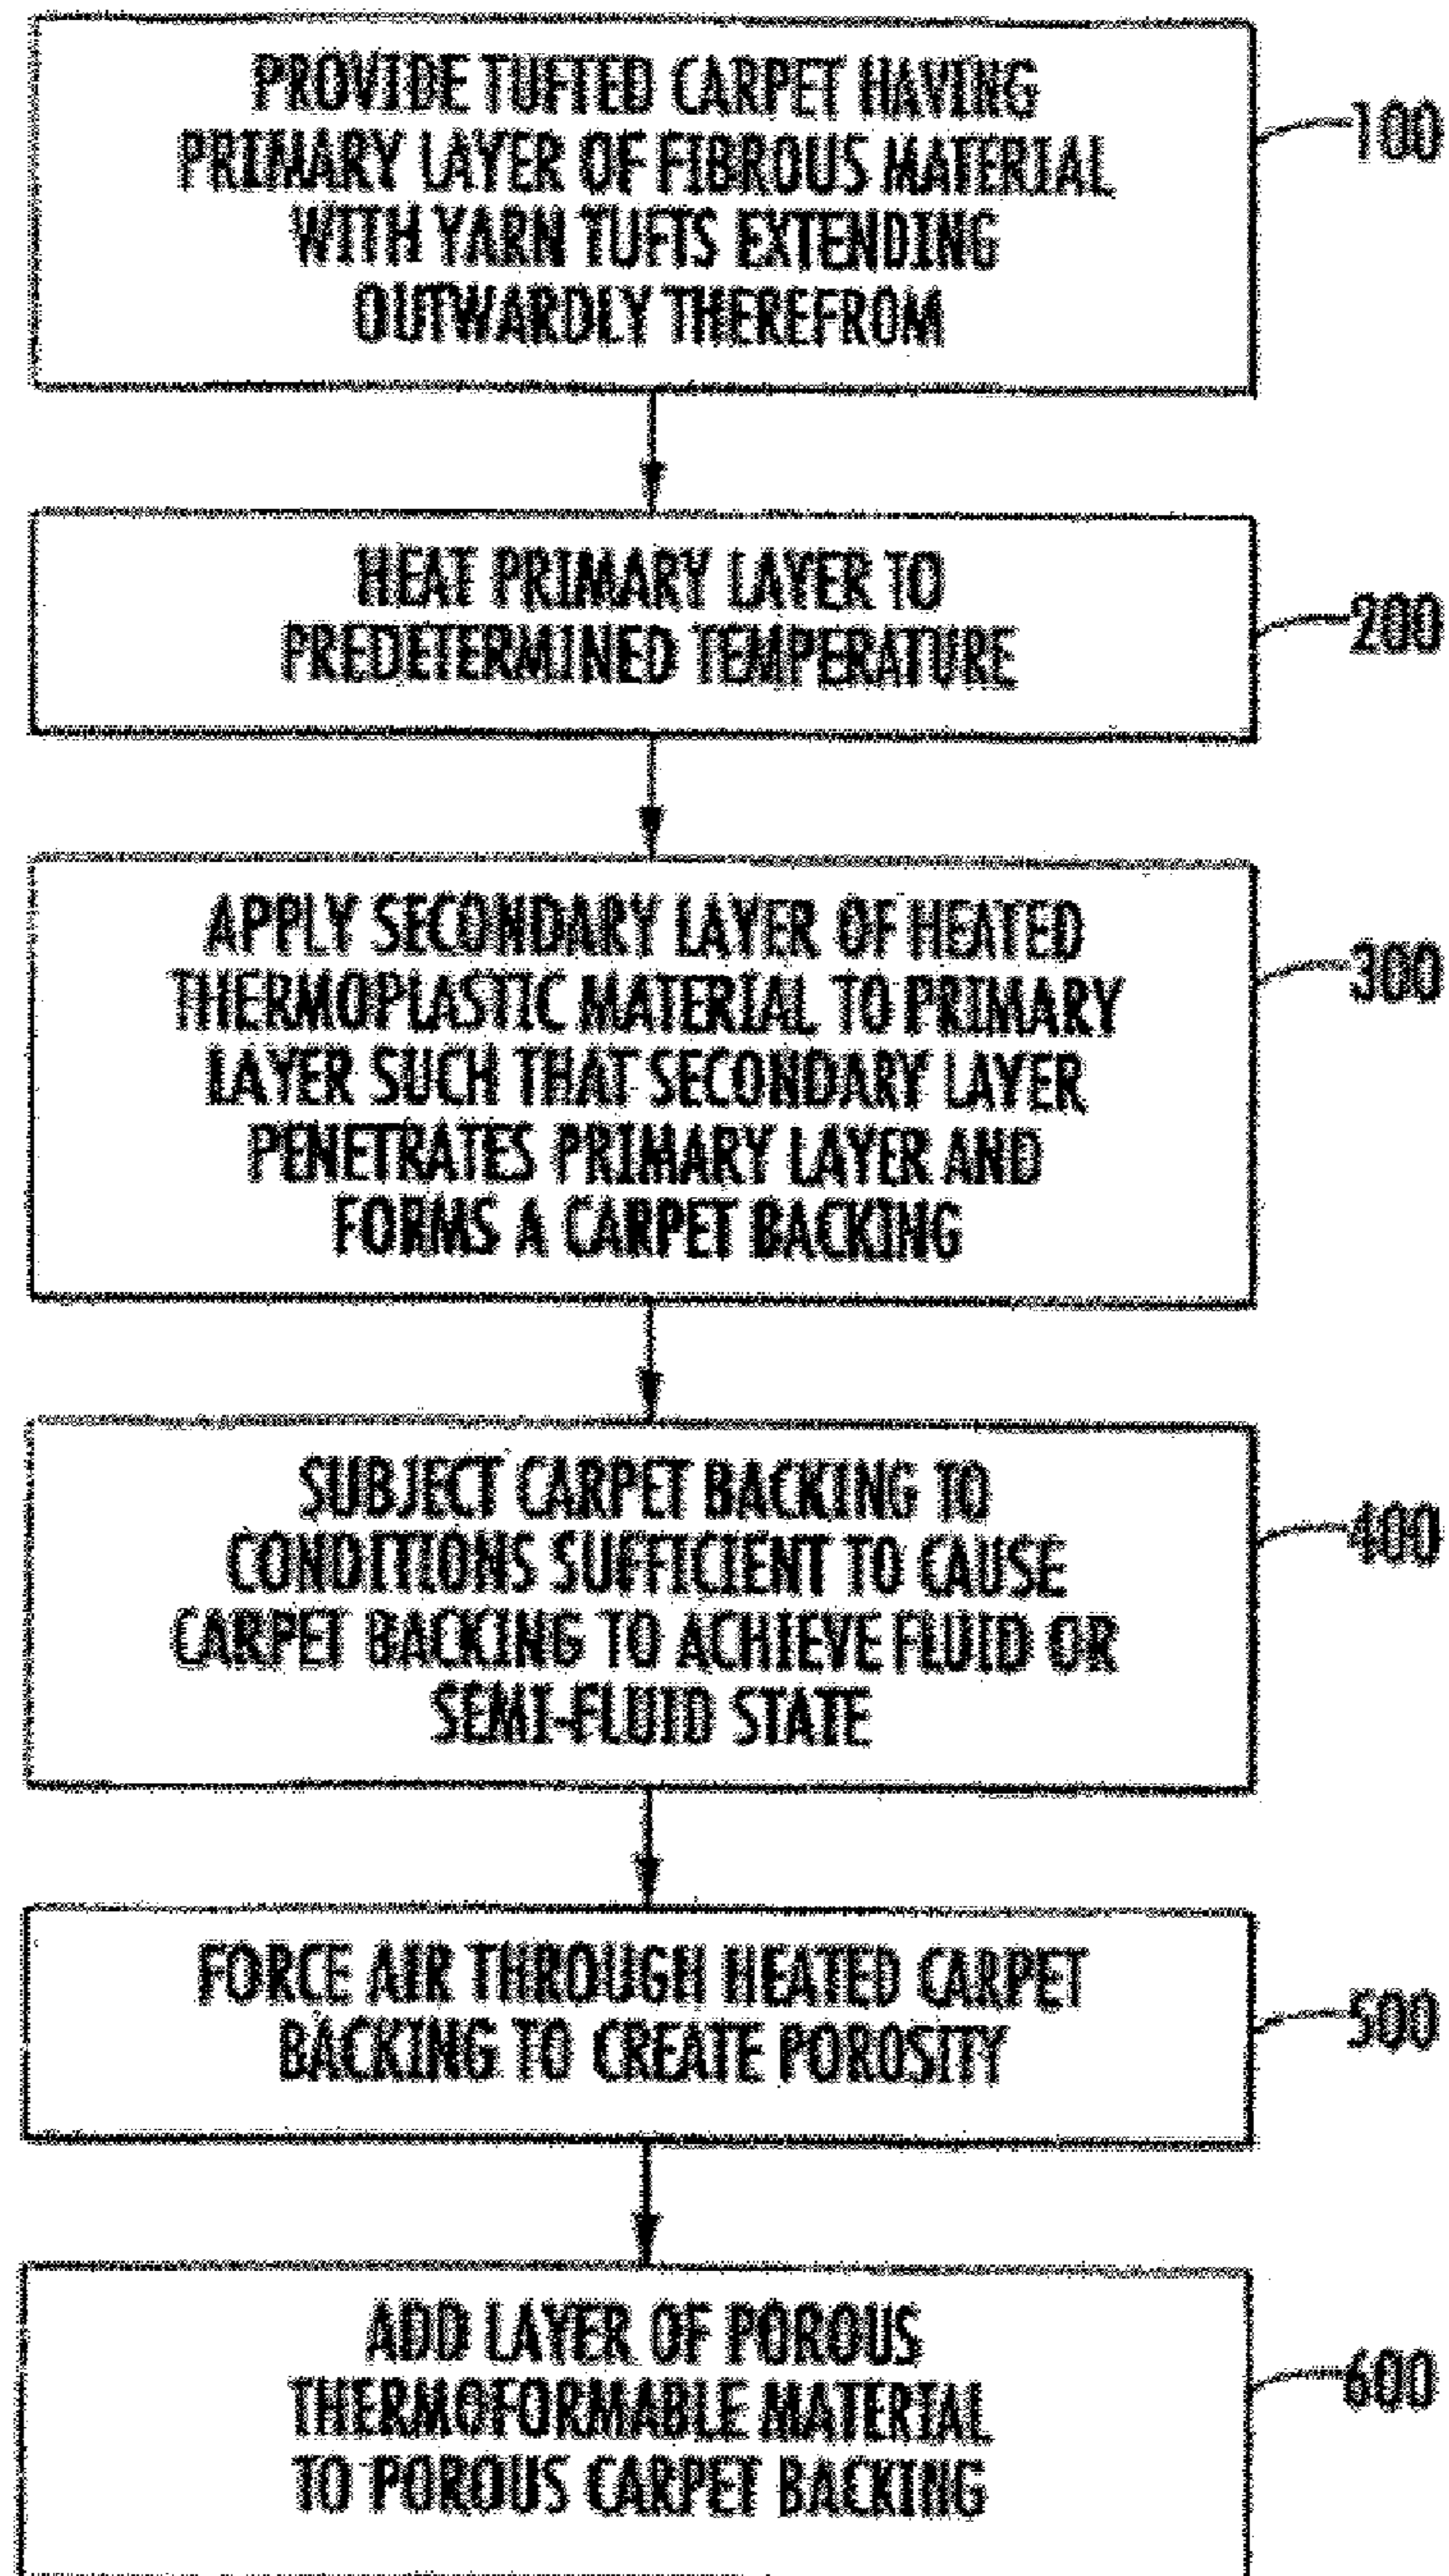 PROVIDE TUFTED CARPET HAVING
PRIMARY LAYER OF FIBROUS MATERIAL
WITH YARN TUFTS EXTENDING
OUTWARDLY THEREFROM
100
HEAT PRIMARY LAYER TO
PREDETERMINED TEMPERATURE
200
APPLY SECONDARY LAYER OF HEATED
THERMOPLASTIC MATERIAL TO PRIMARY
LAYER SUCH THAT SECONDARY LAYER
PENETRATES PRIMARY LAYER AND
FORMS A CARPET BACKING
300
SUBJECT CARPET BACKING TO
CONDITIONS SUFFICIENT TO CAUSE
CARPET BACKING TO ACHIEVE FLUID OR
SEMI-FLUID STATE
400
FORCE AIR THROUGH HEATED CARPET
BACKING TO CREATE POROSITY
500
ADD LAYER OF POROUS
THERMOFORMABLE MATERIAL
TO POROUS CARPET BACKING
600